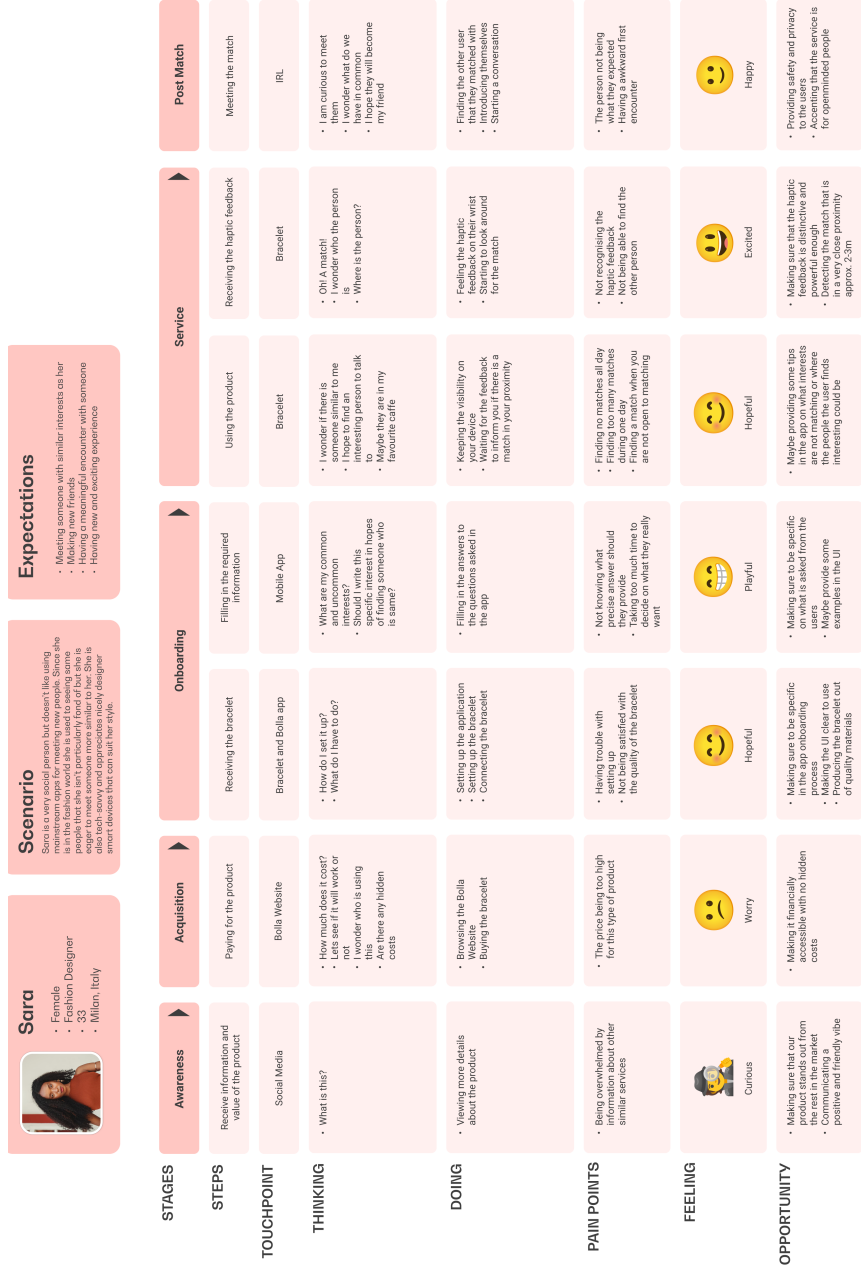 Sara
• Female
• Fashion Designer
• 33
• Milan, Italy
Scenario
Sara is a very social person but doesn't like using
mainstream apps for meeting new people. Since she
is in the fashion world she is used to seeing same
people that she isn't particularly fond of but she is
eager to meet someone more similar to her. She is
also tech-savvy and appreciates nicely designer
smart devices that can suit her style.
Expectations
• Meeting someone with similar interests as her
• Making new friends
• Having a meaningful encounter with someone
• Having new and exciting experience
STAGES
Awareness
Acquisition
Onboarding
Service
Post Match
STEPS
Receive information and
value of the product
Paying for the product
Receiving the bracelet
Filling in the required
information
Using the product
Receiving the haptic feedback
Meeting the match
TOUCHPOINT
Social Media
Bolla Website
Bracelet and Bolla app
Mobile App
Bracelet
Bracelet
IRL
THINKING
• What is this?
• How much does it cost?
• Lets see if it will work or
not
• I wonder who is using
this
• Are there any hidden
costs
• How do I set it up?
• What do I have to do?
• What are my common
and uncommon
interests?
• Should I write this
specific interest in hopes
of finding someone who
is same?
• I wonder if there is
someone similar to me
• I hope to find an
interesting person to talk
to
• Maybe they are in my
favourite caffe
• Oh! A match!
• I wonder who the person
is
• Where is the person?
• I am curious to meet
them
• I wonder what do we
have in common
• I hope they will become
my friend
DOING
• Viewing more details
about the product
• Browsing the Bolla
Website
• Buying the bracelet
• Setting up the application
• Setting up the bracelet
• Connecting the bracelet
• Filling in the answers to
the questions asked in
the app
• Keeping the visibility on
your device
• Waiting for the feedback
to inform you if there is a
match in your proximity
• Feeling the haptic
feedback on their wrist
• Starting to look around
for the match
• Finding the other user
that they matched with
• Introducing themselves
• Starting a conversation
PAIN POINTS
• Being overwhelmed by
information about other
similar services
• The price being too high
for this type of product
• Having trouble with
setting up
• Not being satisfied with
the quality of the bracelet
• Not knowing what
precise answer should
they provide
• Taking too much time to
decide on what they really
want
• Finding no matches all day
• Finding too many matches
during one day
• Finding a match when you
are not open to matching
• Not recognising the
haptic feedback
• Not being able to find the
other person
• The person not being
what they expected
• Having a awkward first
encounter
FEELING
Curious
Worry
Hopeful
Playful
Hopeful
Excited
Happy
OPPORTUNITY
• Making sure that our
product stands out from
the rest in the market
• Communicating a
positive and friendly vibe
• Making it financially
accessible with no hidden
costs
• Making sure to be specific
in the app onboarding
process
• Making the UI clear to use
• Producing the bracelet out
of quality materials
• Making sure to be specific
on what is asked from the
users
• Maybe provide some
examples in the UI
• Maybe providing some tips
in the app on what interests
are not matching or where
the people the user finds
interesting could be
• Making sure that the haptic
feedback is distinctive and
powerful enough
• Detecting the match that is
in a very close proximity
approx. 2-3m
• Providing safety and privacy
to the users
• Accenting that the service is
for openminded people